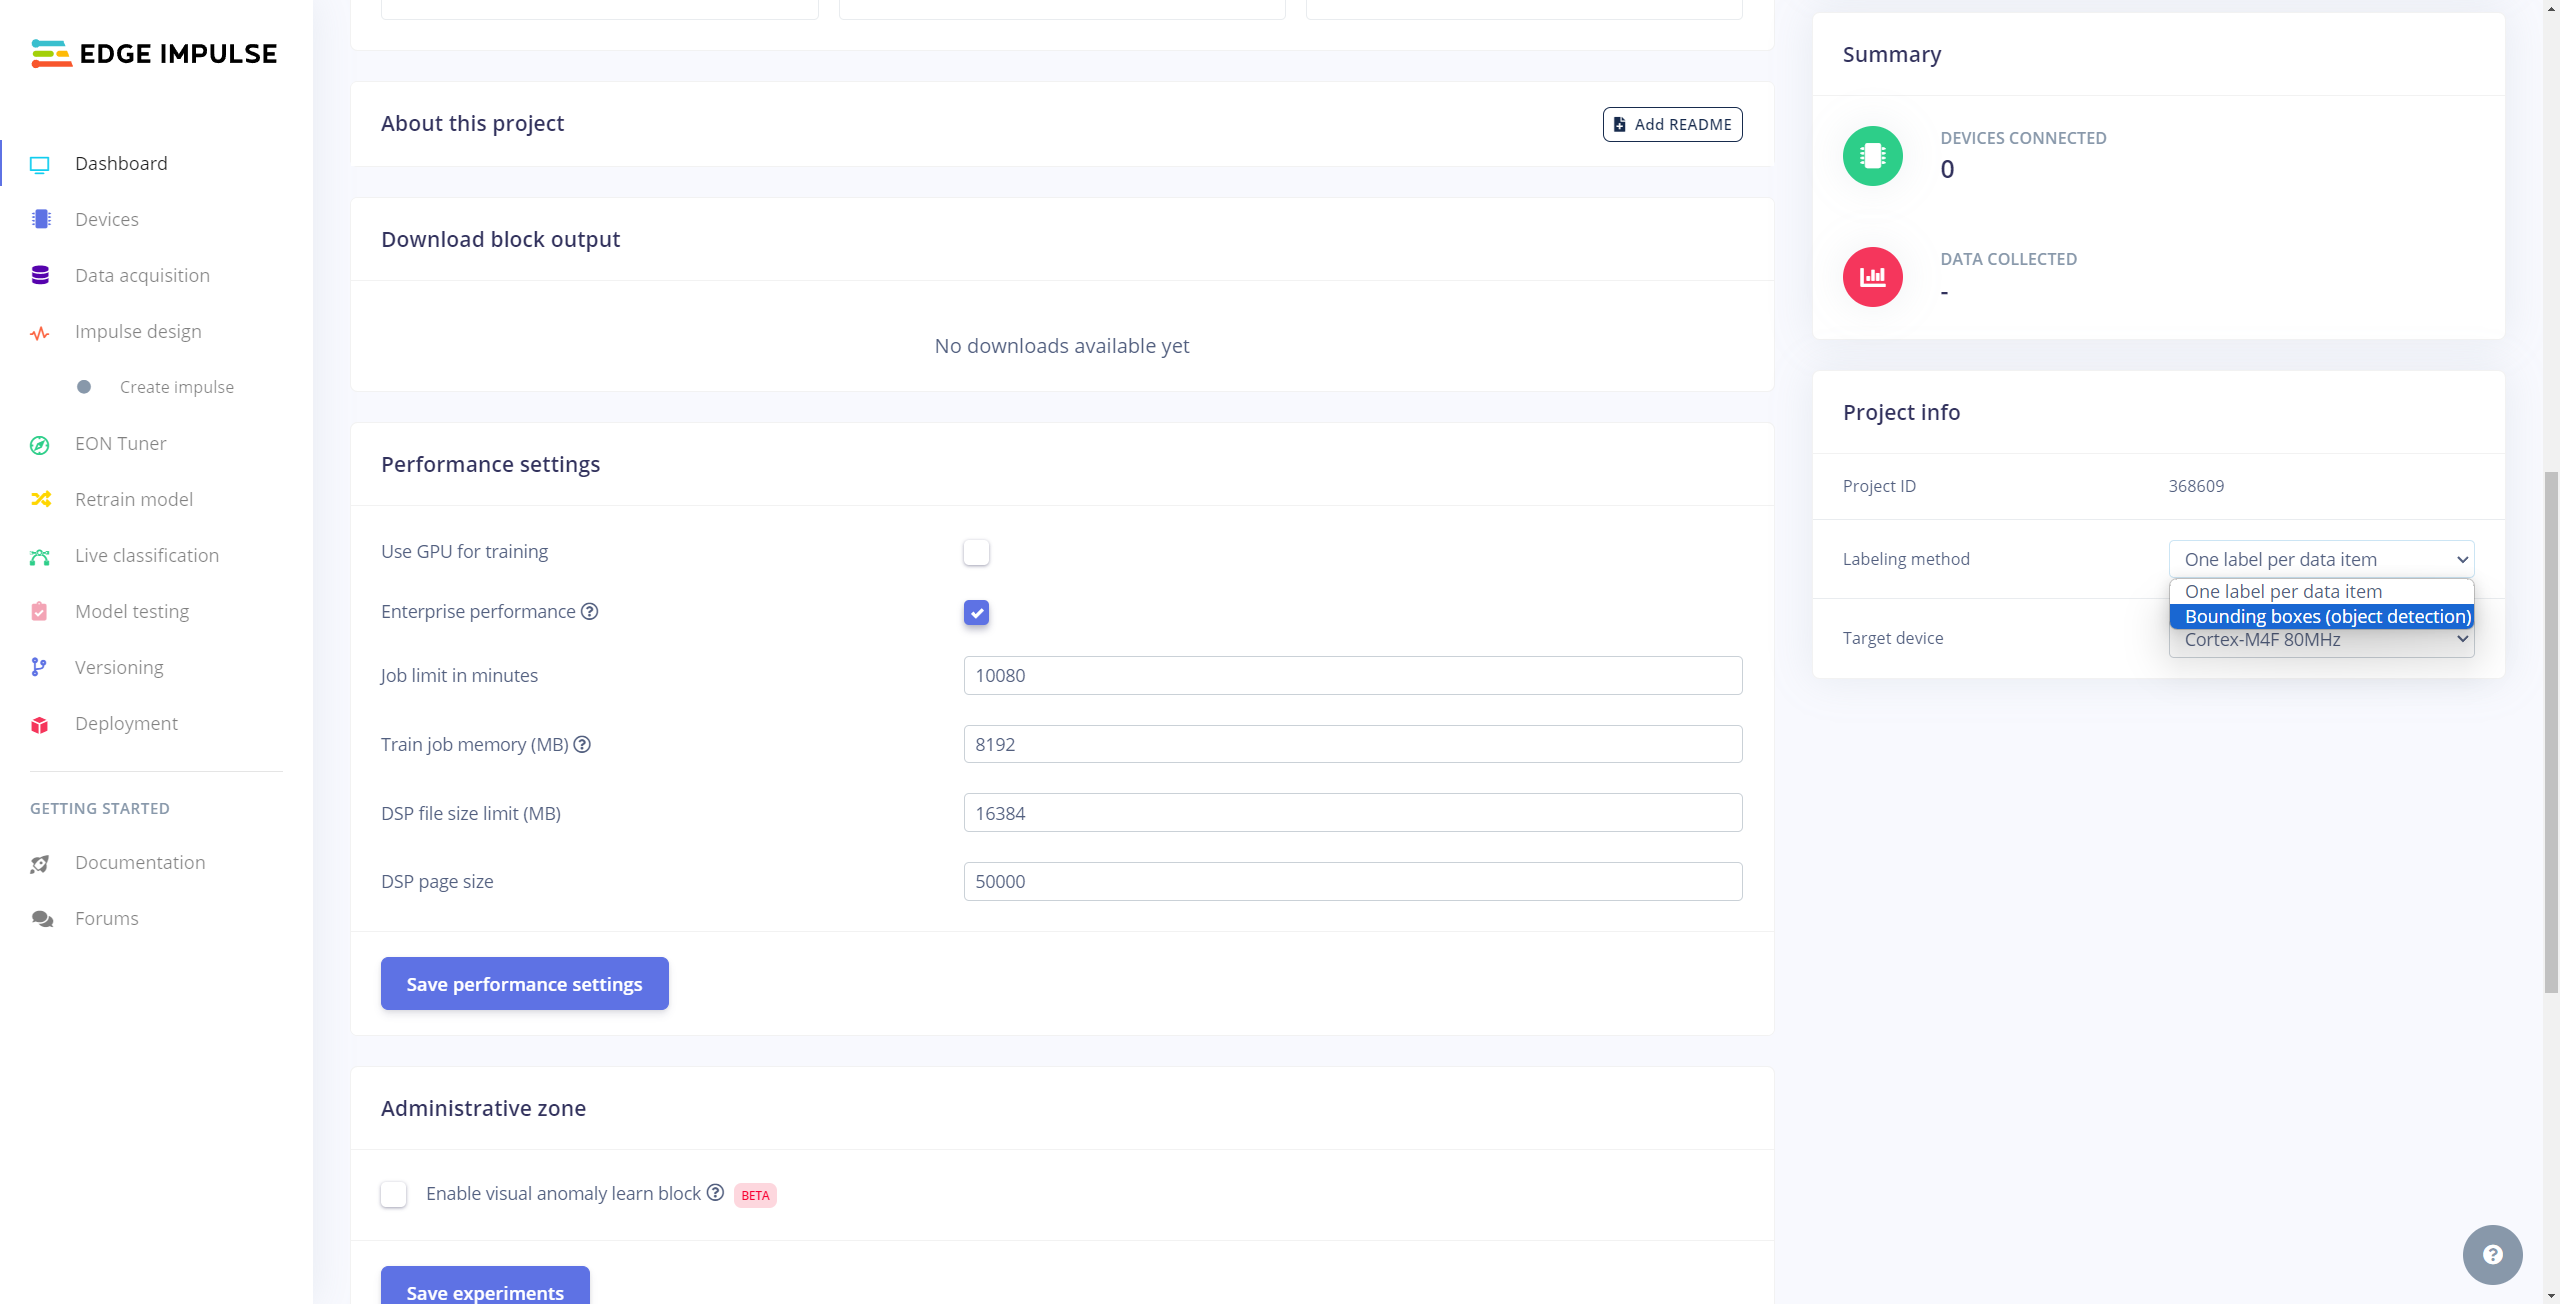 EDGE IMPULSE
Dashboard
Devices
Data acquisition
Impulse design
Create impulse
EON Tuner
Retrain model
Live classification
Model testing
Versioning
Deployment
GETTING STARTED
Documentation
Forums
About this project
Add README
Download block output
No downloads available yet
Performance settings
Use GPU for training
Enterprise performance
Job limit in minutes
10080
Train job memory (MB)
8192
DSP file size limit (MB)
16384
DSP page size
50000
Save performance settings
Administrative zone
Enable visual anomaly learn block BETA
Save experiments
Summary
DEVICES CONNECTED
0
DATA COLLECTED
-
Project info
Project ID
368609
Labeling method
One label per data item
One label per data item
Bounding boxes (object detection)
Target device
Cortex-M4F 80MHz